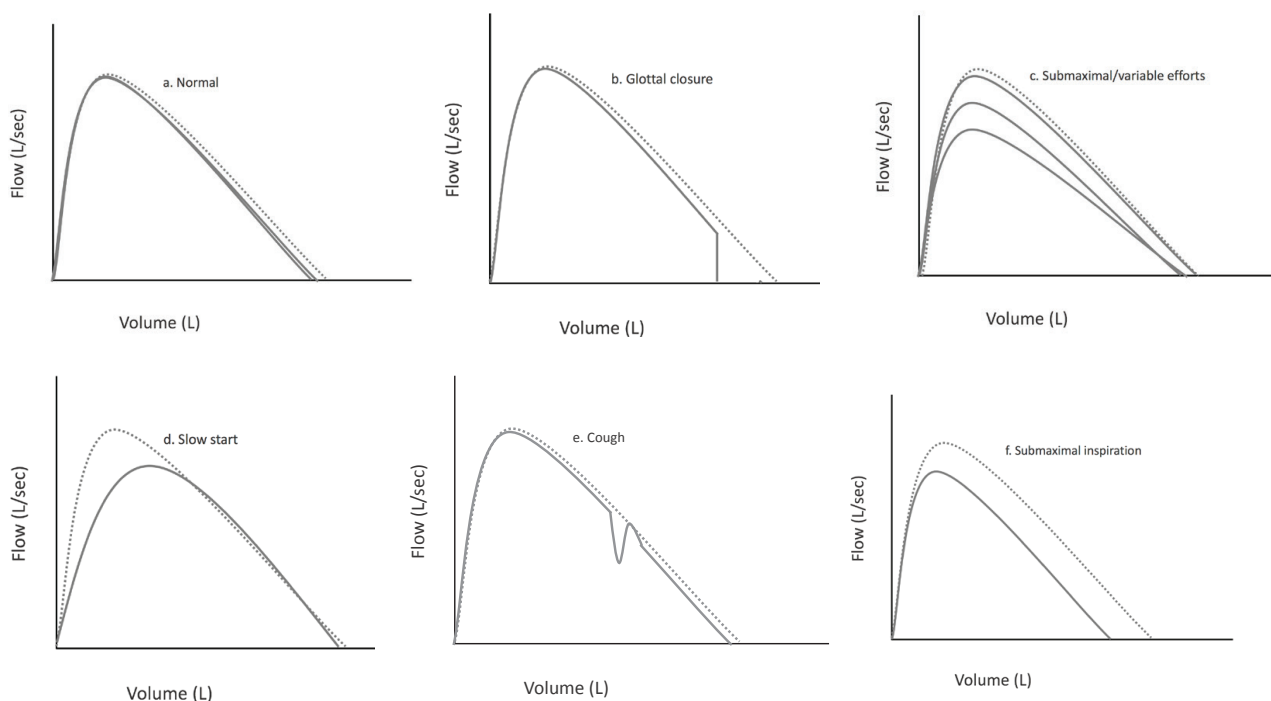 a. Normal
Flow (L/sec)
Volume (L)
b. Glottal closure
Flow (L/sec)
Volume (L)
c. Submaximal/variable efforts
Flow (L/sec)
Volume (L)
d. Slow start
Flow (L/sec)
Volume (L)
e. Cough
Flow (L/sec)
Volume (L)
f. Submaximal inspiration
Flow (L/sec)
Volume (L)